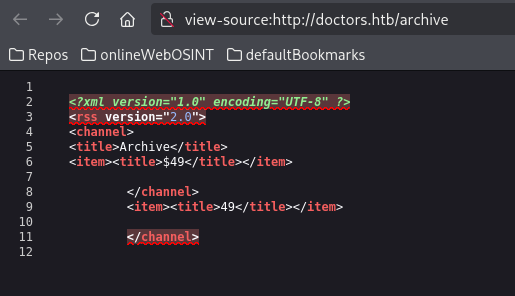 view-source:http://doctors.htb/archive
Repos onlineWebOSINT defaultBookmarks
1
2 <?xml version="1.0" encoding="UTF-8" ?>
3 <rss version="2.0">
4 <channel>
5 <title>Archive</title>
6 <item><title>$49</title></item>
7
8 </channel>
9 <item><title>49</title></item>
10
11 </channel>
12